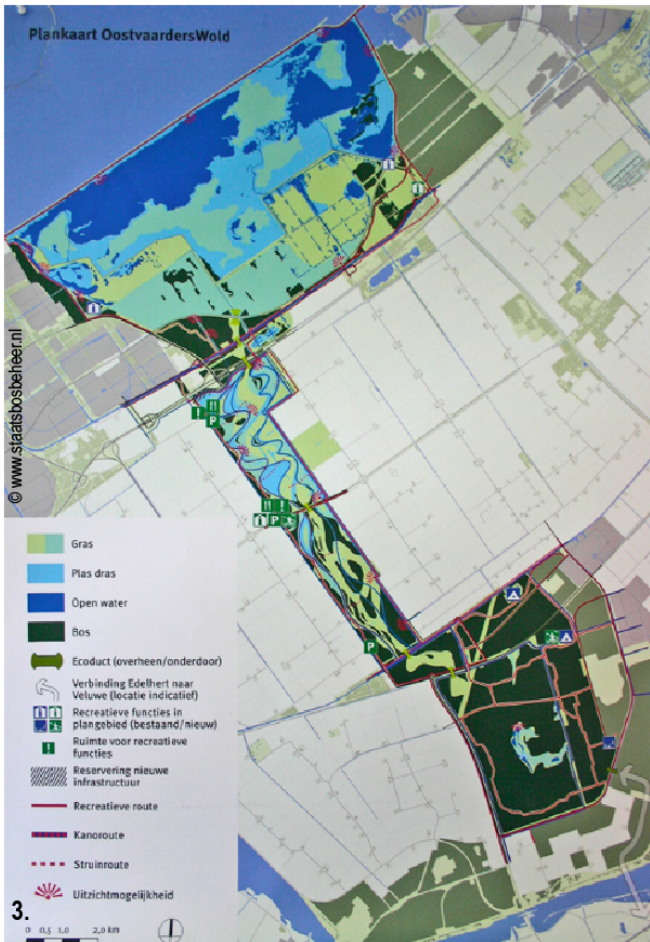 Plankaart OostvaardersWold
© www.staatsbosbeheer.nl
Gras
Plas dras
Open water
Bos
Ecoduct (overheen/onderdoor)
Verbinding Edelhert naar
Veluwe (locatie indicatief)
Recreatieve functies in
plangebied (bestaand/nieuw)
Ruimte voor recreatieve
functies
Reservering nieuwe
infrastructuur
Recreatieve route
Kanoroute
Struinroute
Uitzichtmogelijkheid
3.
0 0,5 1,0 2,0 km
P
P
P